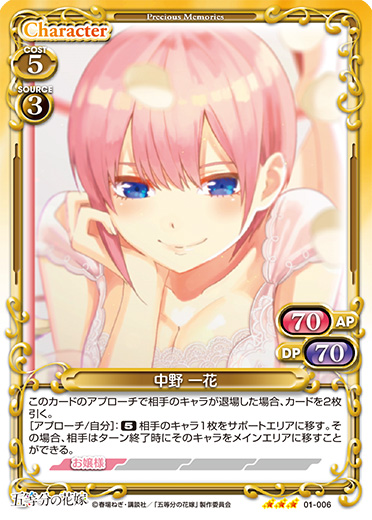 Precious Memories
Character
COST
5
SOURCE
3
70 AP
DP 70
中野 一花
このカードのアプローチで相手のキャラが退場した場合、カードを2枚
引く。
[アプローチ/自分]:5 相手のキャラ1枚をサポートエリアに移す。そ
の場合、相手はターン終了時にそのキャラをメインエリアに移すこと
ができる。
お嬢様
五等分の花嫁
©春場ねぎ・講談社/「五等分の花嫁」製作委員会
★★★ 01-006